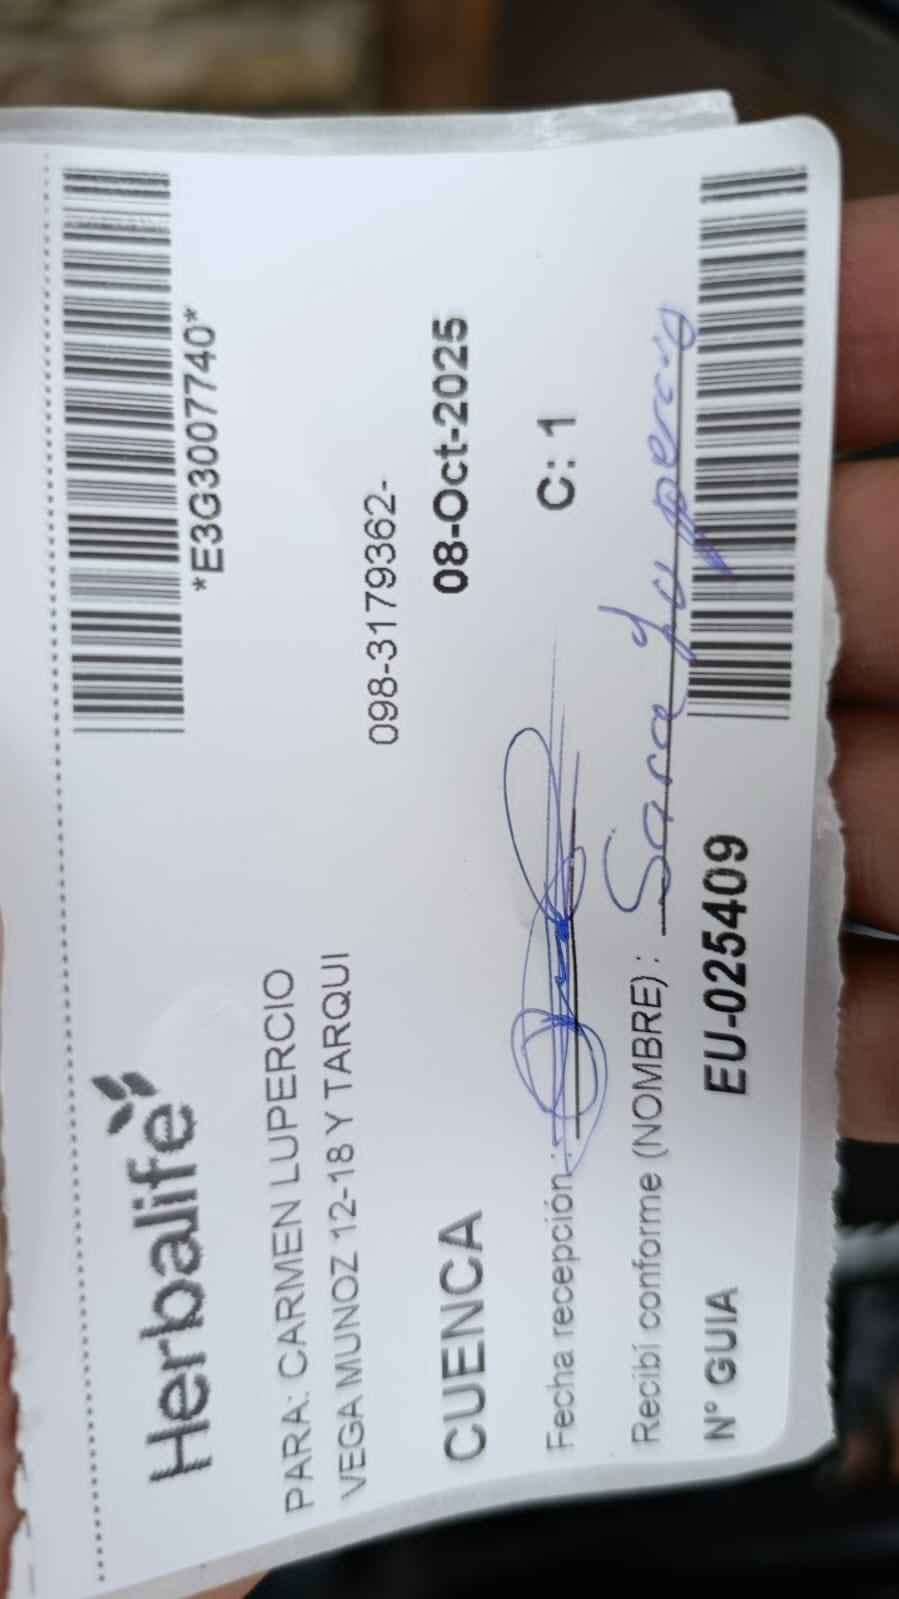 Herbalife
*E3G3007740*
PARA: CARMEN LUPERCIO
VEGA MUNOZ 12-18 Y TARQUI
098-3179362-
CUENCA
08-Oct-2025
Fecha recepción :
C: 1
Recibí conforme (NOMBRE) : Sara
N° GUIA
EU-025409